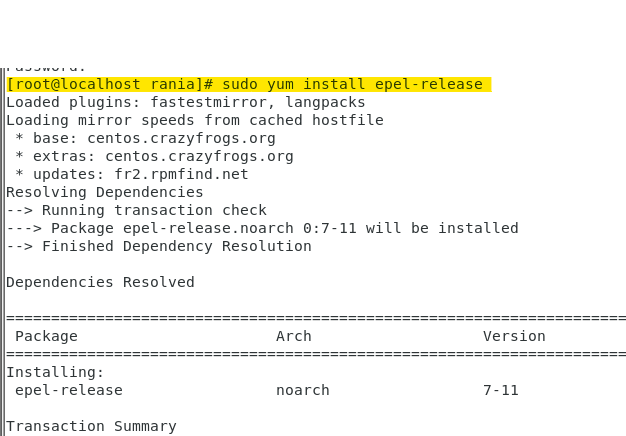 Password:
[root@localhost rania]# sudo yum install epel-release
Loaded plugins: fastestmirror, langpacks
Loading mirror speeds from cached hostfile
 * base: centos.crazyfrogs.org
 * extras: centos.crazyfrogs.org
 * updates: fr2.rpmfind.net
Resolving Dependencies
--> Running transaction check
---> Package epel-release.noarch 0:7-11 will be installed
--> Finished Dependency Resolution

Dependencies Resolved

=====================================================================
 Package                      Arch                   Version
=====================================================================
Installing:
 epel-release                 noarch                 7-11

Transaction Summary